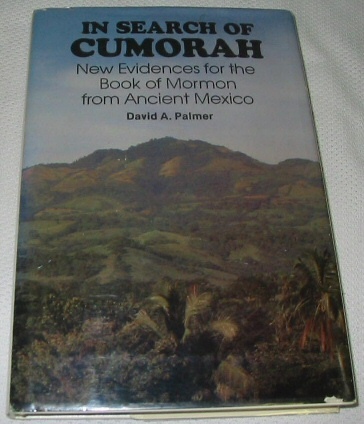 IN SEARCH OF
CUMORAH
New Evidences for the
Book of Mormon
from Ancient Mexico
David A. Palmer